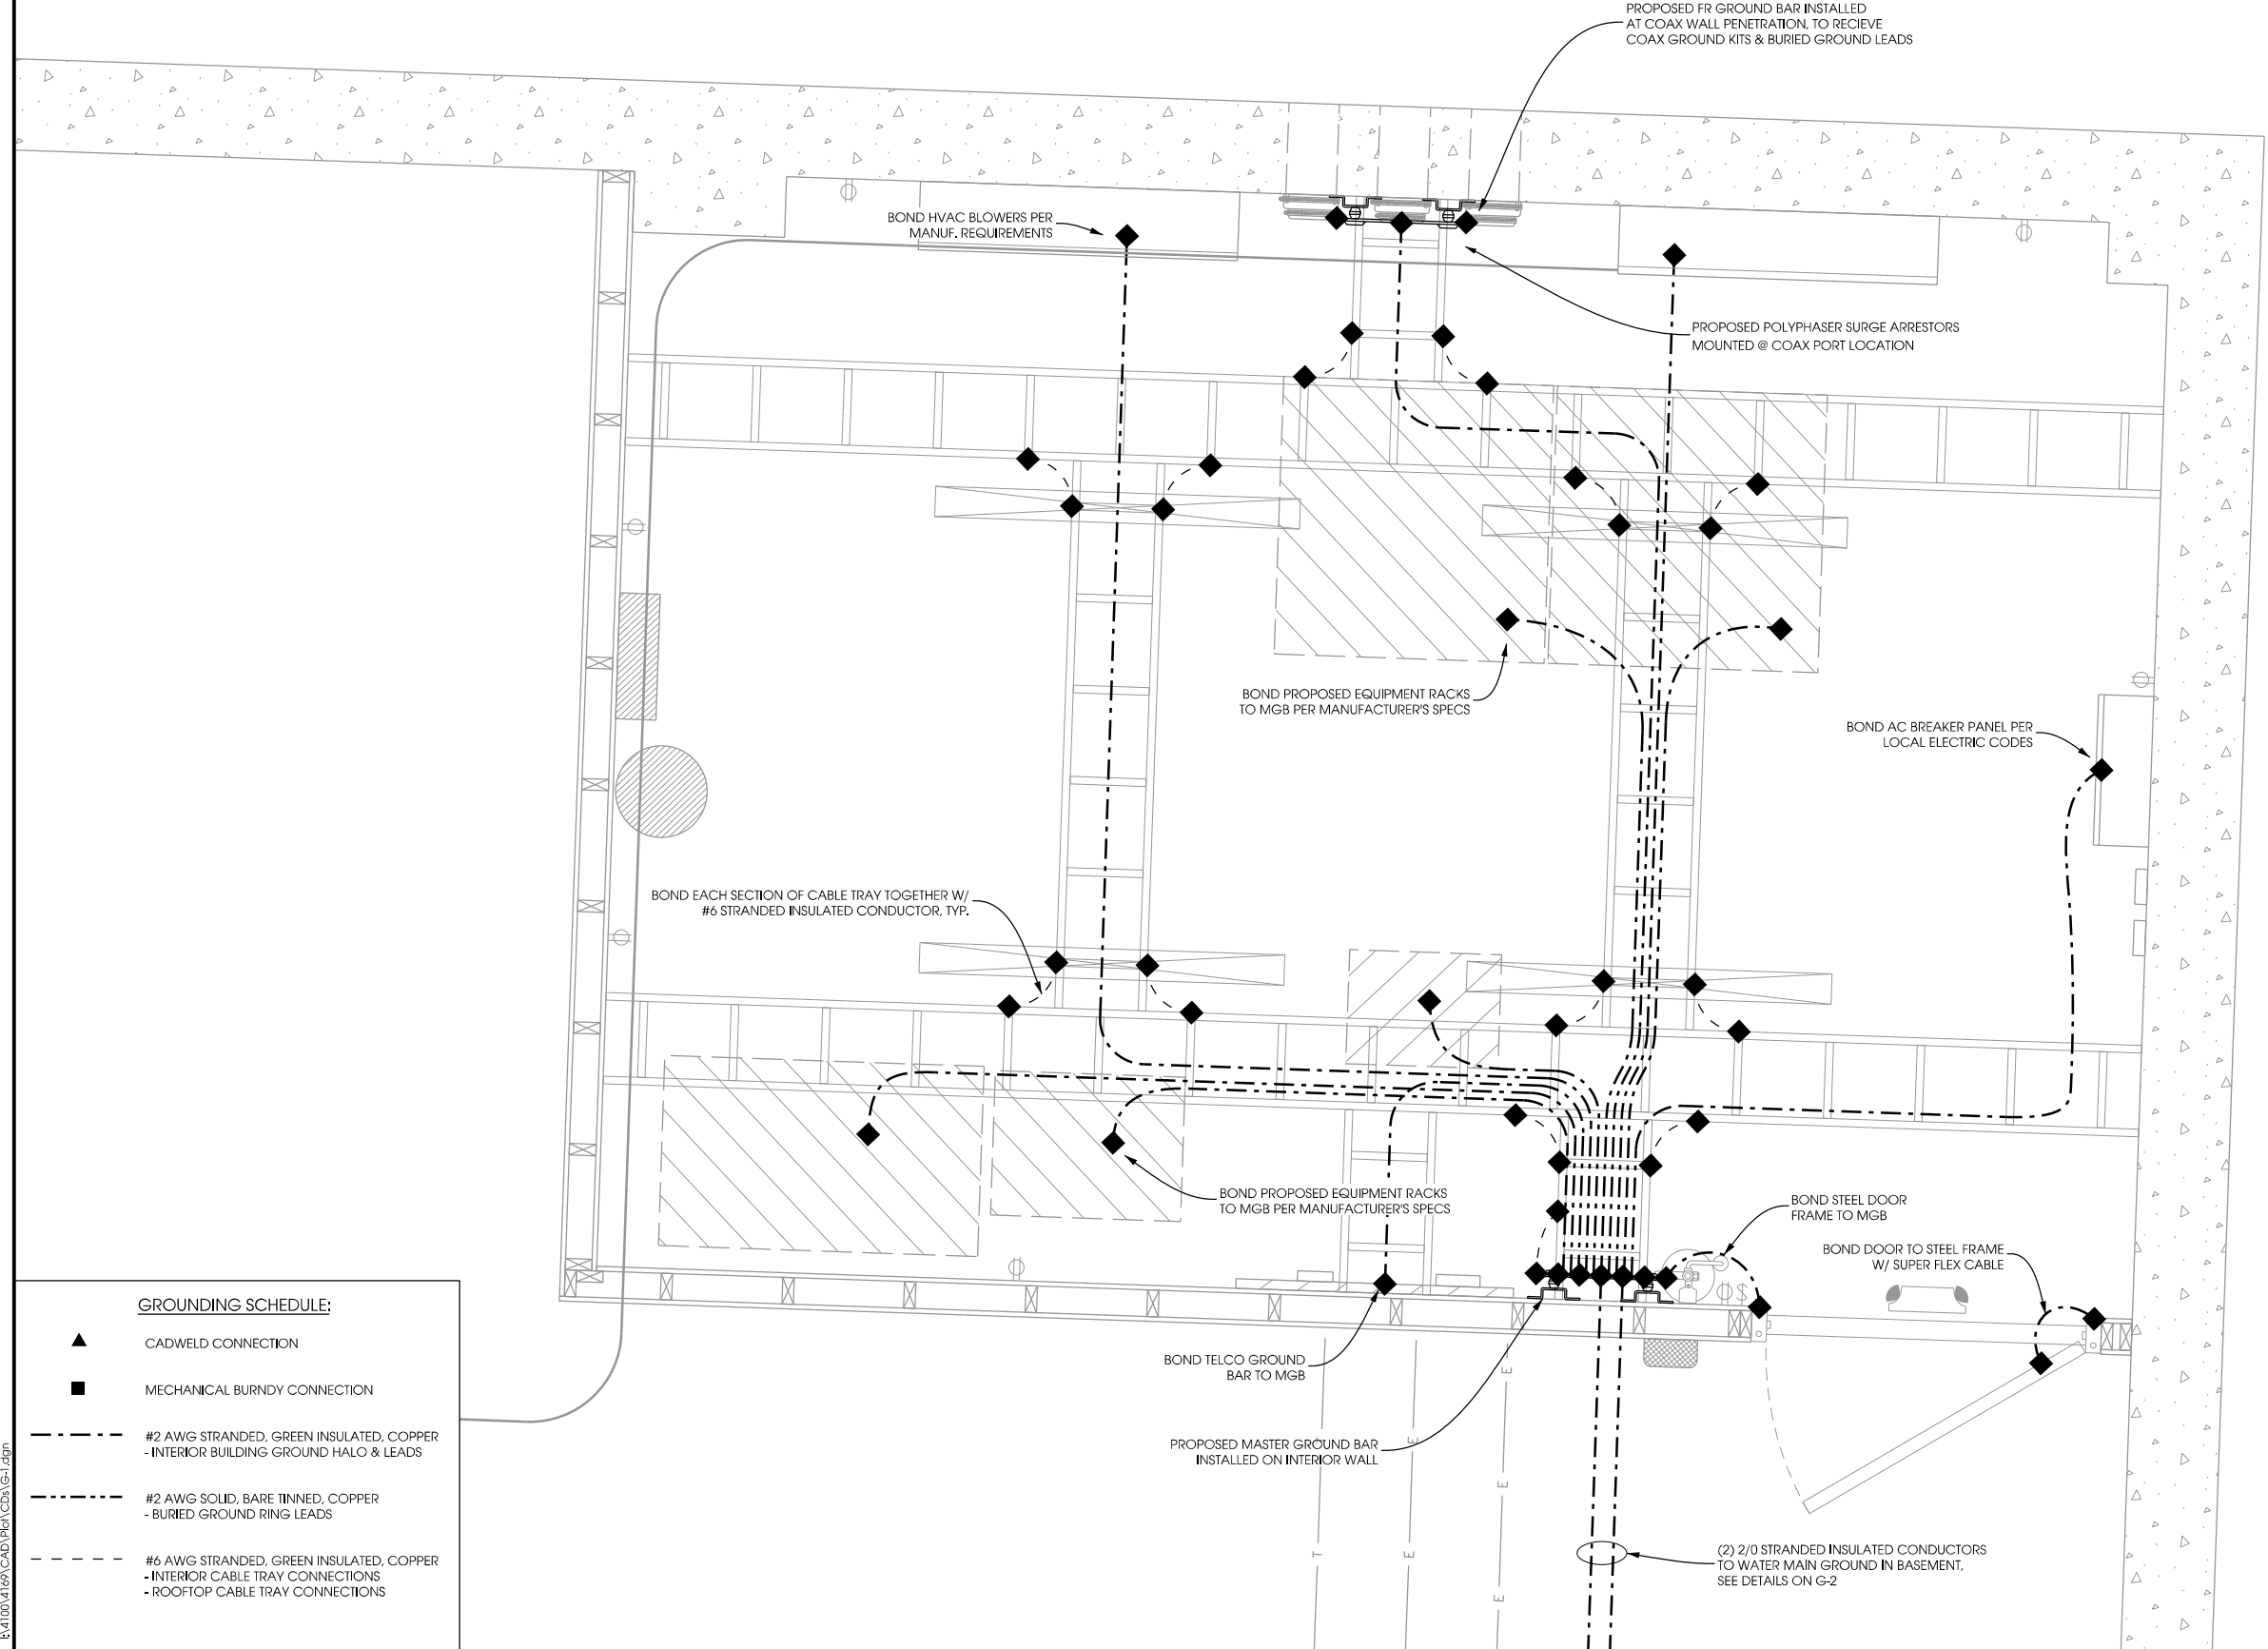 PROPOSED FR GROUND BAR INSTALLED
AT COAX WALL PENETRATION, TO RECIEVE
COAX GROUND KITS & BURIED GROUND LEADS
BOND HVAC BLOWERS PER
MANUF. REQUIREMENTS
PROPOSED POLYPHASER SURGE ARRESTORS
MOUNTED @ COAX PORT LOCATION
BOND PROPOSED EQUIPMENT RACKS
TO MGB PER MANUFACTURER'S SPECS
BOND AC BREAKER PANEL PER
LOCAL ELECTRIC CODES
BOND EACH SECTION OF CABLE TRAY TOGETHER W/
#6 STRANDED INSULATED CONDUCTOR, TYP.
BOND PROPOSED EQUIPMENT RACKS
TO MGB PER MANUFACTURER'S SPECS
BOND STEEL DOOR
FRAME TO MGB
BOND DOOR TO STEEL FRAME
W/ SUPER FLEX CABLE
$
BOND TELCO GROUND
BAR TO MGB
PROPOSED MASTER GROUND BAR
INSTALLED ON INTERIOR WALL
E
E
E
T
E
E
(2) 2/0 STRANDED INSULATED CONDUCTORS
TO WATER MAIN GROUND IN BASEMENT,
SEE DETAILS ON G-2
GROUNDING SCHEDULE:
CADWELD CONNECTION
MECHANICAL BURNDY CONNECTION
#2 AWG STRANDED, GREEN INSULATED, COPPER
- INTERIOR BUILDING GROUND HALO & LEADS
#2 AWG SOLID, BARE TINNED, COPPER
- BURIED GROUND RING LEADS
#6 AWG STRANDED, GREEN INSULATED, COPPER
- INTERIOR CABLE TRAY CONNECTIONS
- ROOFTOP CABLE TRAY CONNECTIONS